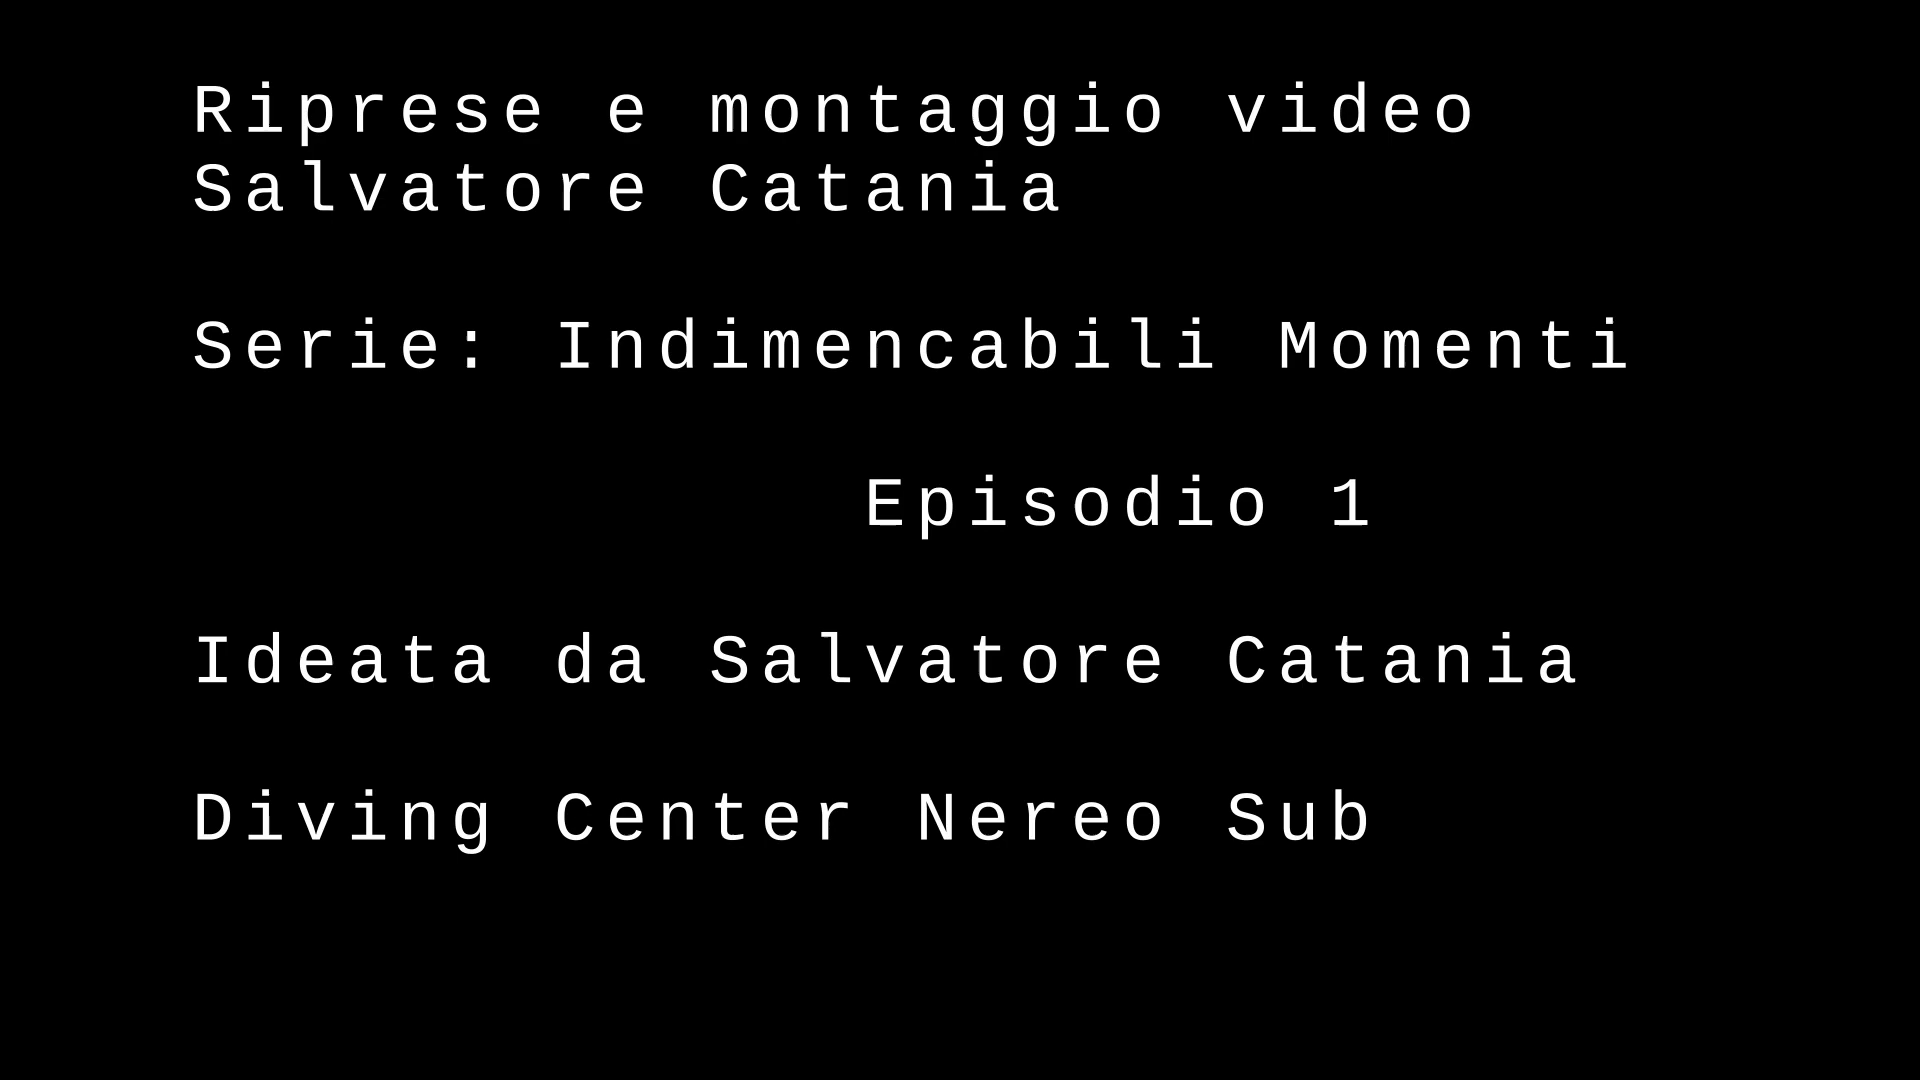 Riprese e montaggio video
Salvatore Catania
Serie: Indimencabili Momenti
Episodio 1
Ideata da Salvatore Catania
Diving Center Nereo Sub